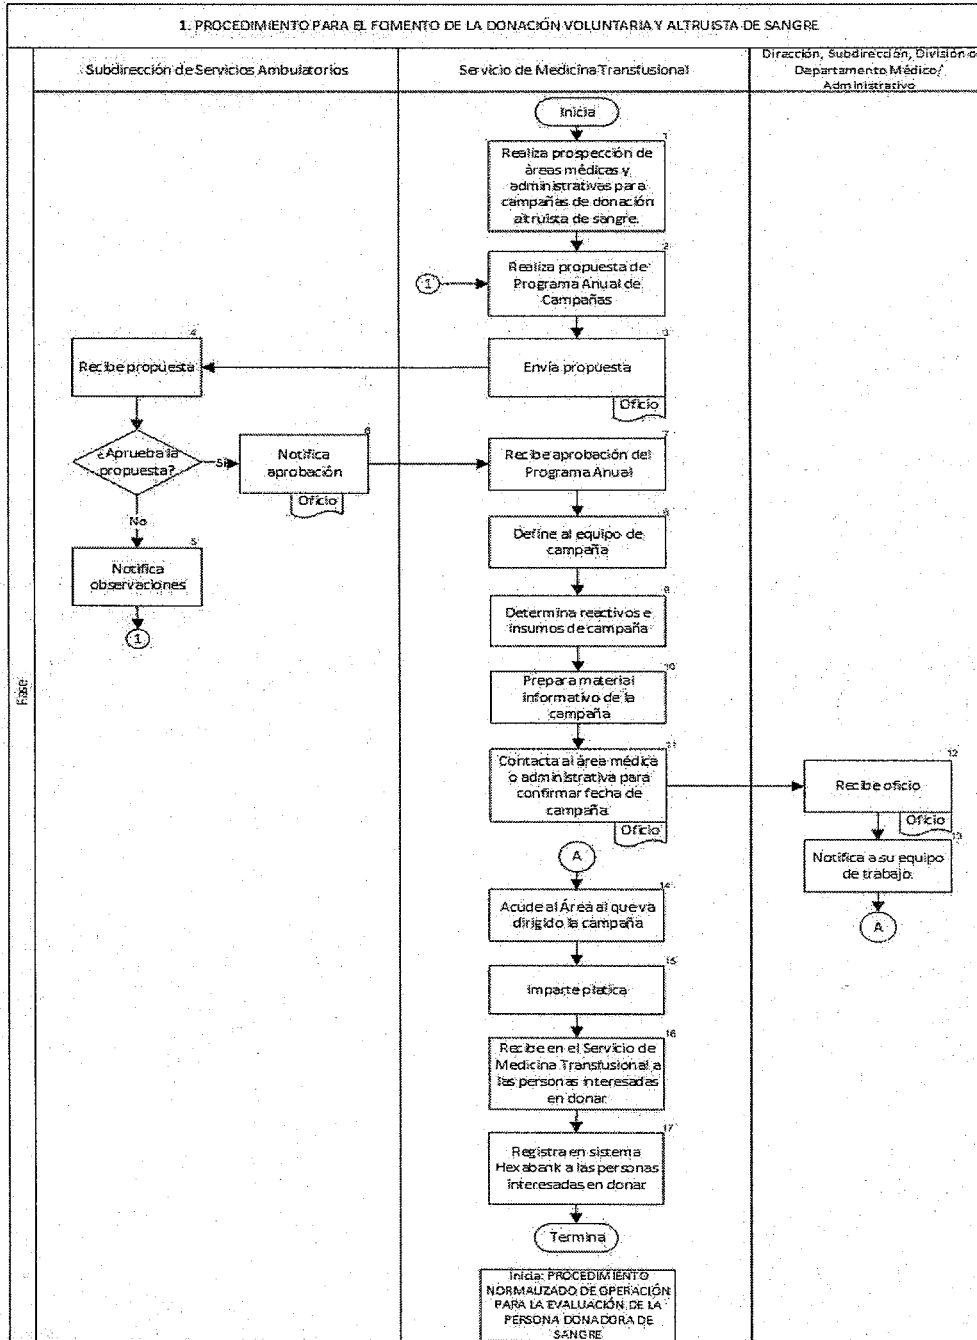 1. PROCEDIMIENTO PARA EL FOMENTO DE LA DONACIÓN VOLUNTARIA Y ALTRUISTA DE SANGRE
Subdirección de Servicios Ambulatorios
Servicio de Medicina Transfusional
Dirección, Subdirección, División o
Departamento Médico/
Administrativo
Fase
Inicia
1
Realiza prospección de
áreas médicas y
administrativas para
campañas de donación
altruista de sangre.
2
Realiza propuesta de
Programa Anual de
Campañas
1
3
Envía propuesta
Oficio
4
Recibe propuesta
¿Aprueba la
propuesta?
Si
No
6
Notifica
aprobación
Oficio
5
Notifica
observaciones
1
7
Recibe aprobación del
Programa Anual
8
Define al equipo de
campaña
9
Determina reactivos e
insumos de campaña
10
Prepara material
informativo de la
campaña
11
Contacta al área médica
o administrativa para
confirmar fecha de
campaña.
Oficio
12
Recibe oficio
Oficio
13
Notifica a su equipo
de trabajo.
A
A
14
Acude al Área al que va
dirigido la campaña
15
Imparte platica
16
Recibe en el Servicio de
Medicina Transfusional a
las personas interesadas
en donar
17
Registra en sistema
Hexabank a las personas
interesadas en donar
Termina
Inicia: PROCEDIMIENTO
NORMALIZADO DE OPERACIÓN
PARA LA EVALUACIÓN DE LA
PERSONA DONADORA DE
SANGRE